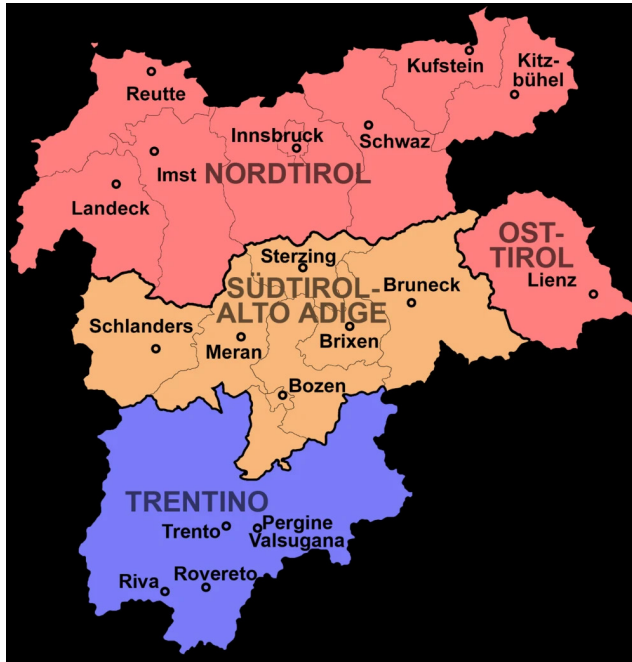 Kufstein
Kitz-
bühel
Reutte
Innsbruck
Schwaz
Imst
NORDTIROL
Landeck
OST-
TIROL
Sterzing
Lienz
SÜDTIROL-
ALTO ADIGE
Bruneck
Schlanders
Meran
Brixen
Bozen
TRENTINO
Trento
Pergine
Valsugana
Riva
Rovereto